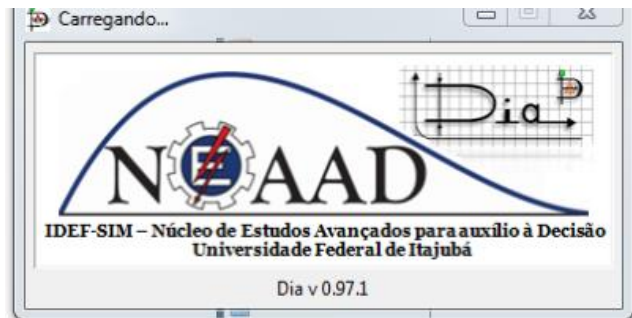 Carregando...
Dia
NEAAD
IDEF-SIM – Núcleo de Estudos Avançados para auxílio à Decisão
Universidade Federal de Itajubá
Dia v 0.97.1